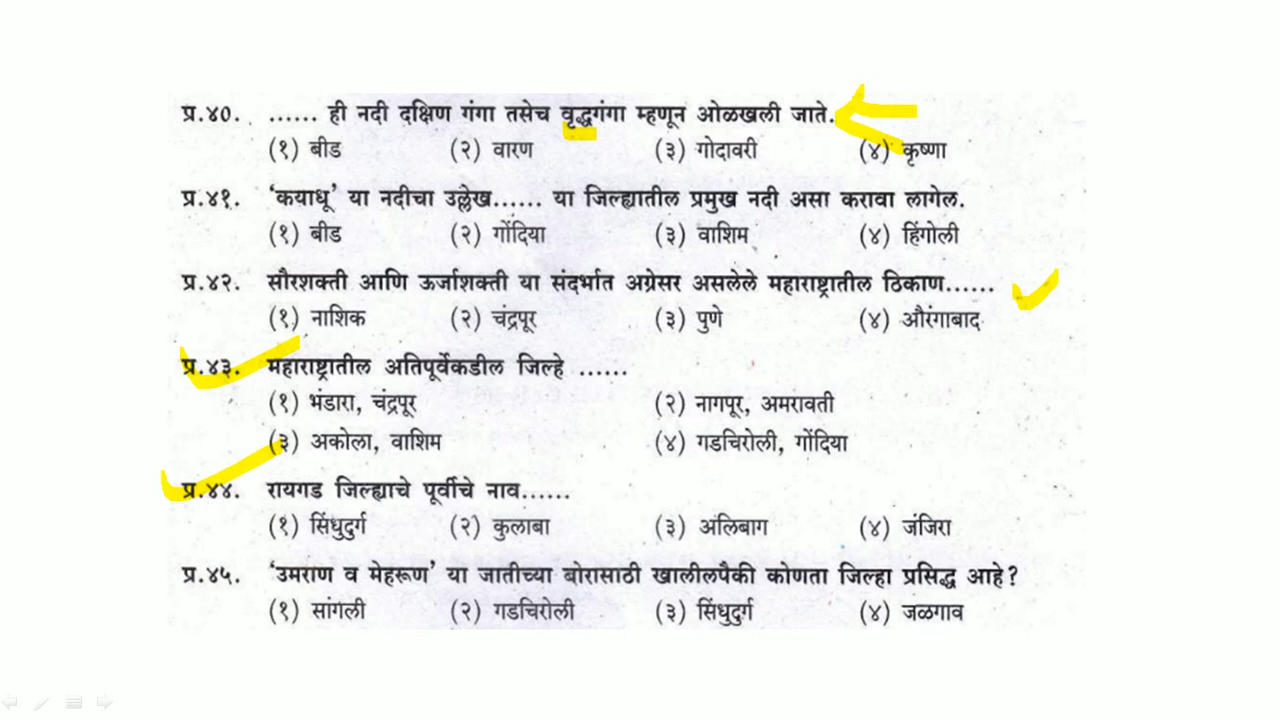 प्र.४०. ...... ही नदी दक्षिण गंगा तसेच वृद्धगंगा म्हणून ओळखली जाते.
(१) बीड (२) वारण (३) गोदावरी (४) कृष्णा
प्र.४१. ‘कयाधू’ या नदीचा उल्लेख...... या जिल्ह्यातील प्रमुख नदी असा करावा लागेल.
(१) बीड (२) गोंदिया (३) वाशिम (४) हिंगोली
प्र.४२. सौरशक्ती आणि ऊर्जाशक्ती या संदर्भात अग्रेसर असलेले महाराष्ट्रातील ठिकाण......
(१) नाशिक (२) चंद्रपूर (३) पुणे (४) औरंगाबाद
प्र.४३. महाराष्ट्रातील अतिपूर्वेकडील जिल्हे ......
(१) भंडारा, चंद्रपूर (२) नागपूर, अमरावती
(३) अकोला, वाशिम (४) गडचिरोली, गोंदिया
प्र.४४. रायगड जिल्ह्याचे पूर्वीचे नाव......
(१) सिंधुदुर्ग (२) कुलाबा (३) अंलिबाग (४) जंजिरा
प्र.४५. ‘उमराण व मेहरूण’ या जातीच्या बोरासाठी खालीलपैकी कोणता जिल्हा प्रसिद्ध आहे?
(१) सांगली (२) गडचिरोली (३) सिंधुदुर्ग (४) जळगाव